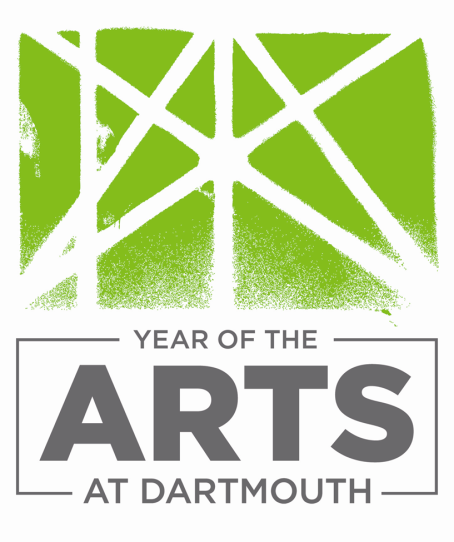 YEAR OF THE
ARTS
AT DARTMOUTH